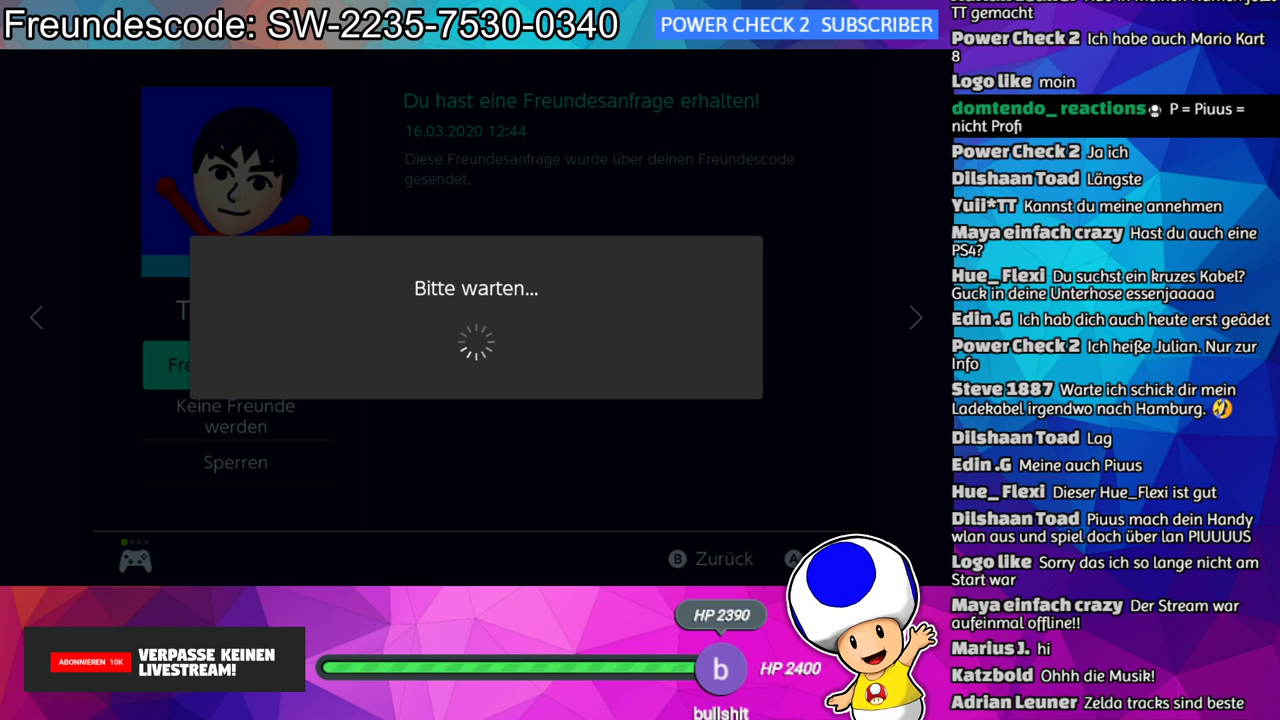 Freundescode: SW-2235-7530-0340
POWER CHECK 2 SUBSCRIBER
Du hast eine Freundesanfrage erhalten!
16.03.2020 12:44
Diese Freundesanfrage wurde über deinen Freundescode
gesendet.
Bitte warten...
T
Fre
Keine Freunde
werden
Sperren
B Zurück A
ABONNIEREN 10K
VERPASSE KEINEN
LIVESTREAM!
HP 2390
b
HP 2400
bullshit
TT gemacht
Power Check 2 Ich habe auch Mario Kart
8
Logo like moin
domtendo_reactions P = Piuus =
nicht Profi
Power Check 2 Ja ich
Dilshaan Toad Längste
Yuii*TT Kannst du meine annehmen
Maya einfach crazy Hast du auch eine
PS4?
Hue_Flexi Du suchst ein kruzes Kabel?
Guck in deine Unterhose essenjaaaaa
Edin .G Ich hab dich auch heute erst geädet
Power Check 2 Ich heiße Julian. Nur zur
Info
Steve 1887 Warte ich schick dir mein
Ladekabel irgendwo nach Hamburg. 🤣
Dilshaan Toad Lag
Edin .G Meine auch Piuus
Hue_Flexi Dieser Hue_Flexi ist gut
Dilshaan Toad Piuus mach dein Handy
wlan aus und spiel doch über lan PIUUUUS
Logo like Sorry das ich so lange nicht am
Start war
Maya einfach crazy Der Stream war
aufeinmal offline!!
Marius J. hi
Katzbold Ohhh die Musik!
Adrian Leuner Zelda tracks sind beste